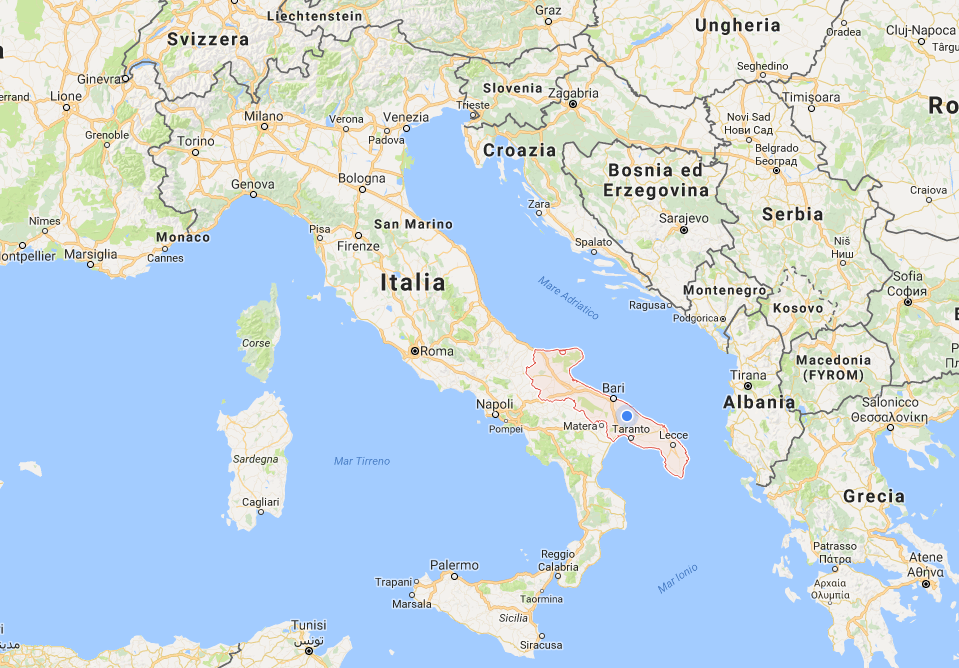 Liechtenstein
Graz
Svizzera
Ungheria
Oradea
Cluj-Napoca
Târgu
Ginevra
Lione
Slovenia
Zagabria
Seghedino
Timișoara
Trieste
Ro
Grenoble
Milano
Verona
Venezia
Padova
Torino
Novi Sad
Нови Сад
Croazia
Belgrado
Београд
Bologna
Bosnia ed
Erzegovina
Genova
Craiova
Zara
Sarajevo
Serbia
Nîmes
San Marino
Monaco
Pisa
Firenze
Spalato
Niš
Ниш
Marsiglia
Cannes
Italia
Mare Adriatico
Montenegro
Sofia
София
Ragusa
Podgorica
Kosovo
Corse
Roma
Macedonia
(FYROM)
Tirana
Bari
Albania
Napoli
Salonicco
Θεσσαλονίκη
Pompei
Matera
Taranto
Lecce
Sardegna
Mar Tirreno
Cagliari
Grecia
Patrasso
Πάτρα
Reggio
Calabria
Palermo
Atene
Αθήνα
Trapani
Mar Ionio
Αρχαία
Ολυμπία
Marsala
Taormina
Sicilia
Tunisi
تونس
Siracusa